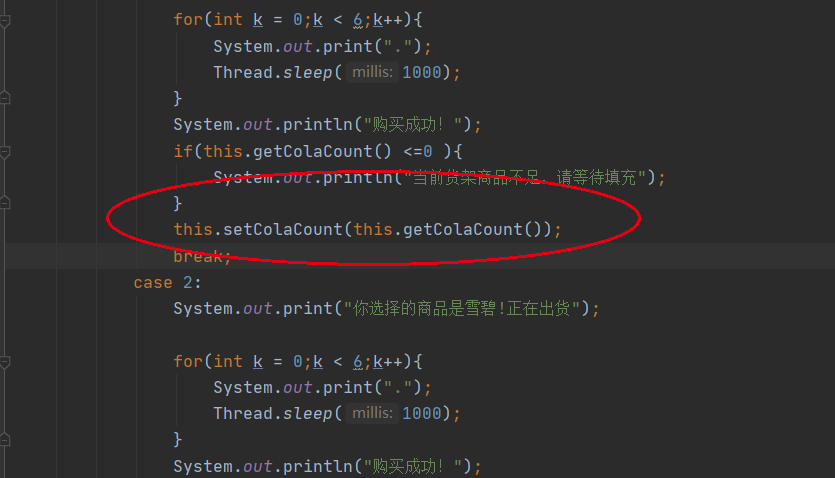 for(int k = 0;k < 6;k++){
System.out.print(".");
Thread.sleep( millis: 1000);
}
System.out.println("购买成功! ");
if(this.getColaCount() <=0 ){
System.out.println("当前货架商品不足，请等待填充");
}
this.setColaCount(this.getColaCount());
break;
case 2:
System.out.print("你选择的商品是雪碧!正在出货");
for(int k = 0;k < 6;k++){
System.out.print(".");
Thread.sleep( millis: 1000);
}
System.out.println("购买成功! ");